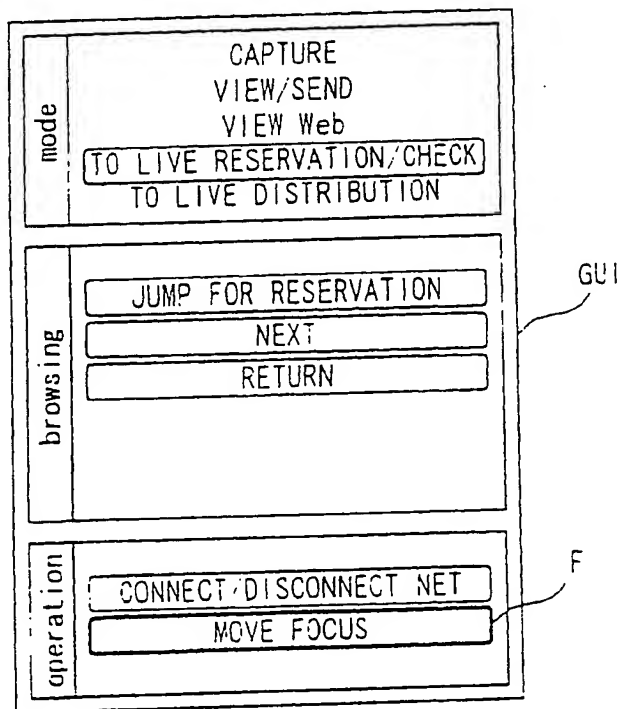 mode
CAPTURE
VIEW/SEND
VIEW Web
TO LIVE RESERVATION/CHECK
TO LIVE DISTRIBUTION
browsing
JUMP FOR RESERVATION
NEXT
RETURN
GUI
operation
CONNECT/DISCONNECT NET
MOVE FOCUS
F